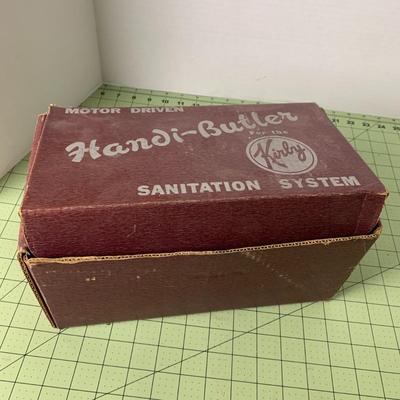 MOTOR DRIVEN
Handi-Butler
For the
Kirby
SANITATION SYSTEM